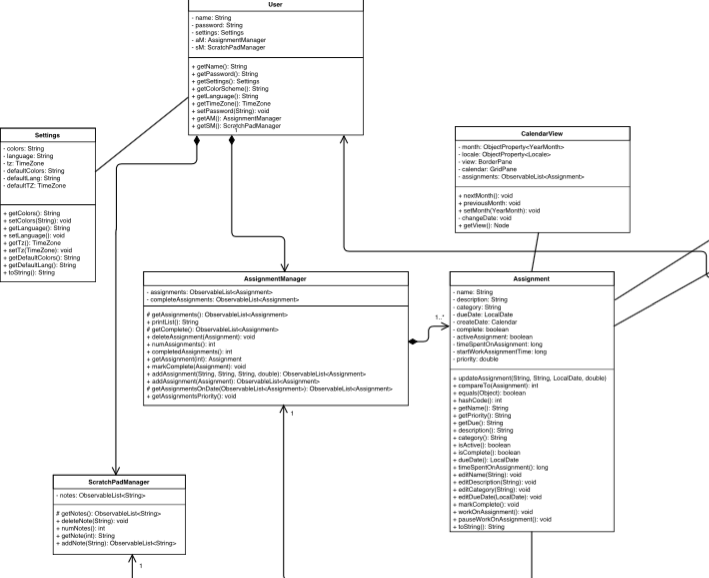 User
- name: String
- password: String
- settings: Settings
- aM: AssignmentManager
- sM: ScratchPadManager
+ getName(): String
+ getPassword(): String
+ getSettings(): Settings
+ getColorScheme(): String
+ getLanguage(): String
+ getTimeZone(): TimeZone
+ setPassword(String): void
+ getAM(): AssignmentManager
+ getSM(): ScratchPadManager
1
Settings
- colors: String
- language: String
- tz: TimeZone
- defaultColors: String
- defaultLang: String
- defaultTZ: TimeZone
+ getColors(): String
+ setColors(String): void
+ getLanguage(): String
+ setLanguage(): void
+ getTz(): TimeZone
+ setTz(TimeZone): void
+ getDefaultColors(): String
+ getDefaultLang(): String
+ toString(): String
CalendarView
- month: ObjectProperty<YearMonth>
- locale: ObjectProperty<Locale>
- view: BorderPane
- calendar: GridPane
- assignments: ObservableList<Assignment>
+ nextMonth(): void
+ previousMonth: void
+ setMonth(YearMonth): void
- changeDate: void
+ getView(): Node
AssignmentManager
- assignments: ObservableList<Assignment>
- completeAssignments: ObservableList<Assignment>
# getAssignments(): ObservableList<Assignment>
+ printList(): String
# getComplete(): ObservableList<Assignment>
+ deleteAssignment(Assignment): void
+ numAssignments(): int
+ completedAssignments(): int
+ getAssignment(int): Assignment
+ markComplete(Assignment): void
+ addAssignment(String, String, String, double): ObservableList<Assignment>
+ addAssignment(Assignment): ObservableList<Assignment>
# getAssignmentsOnDate(ObservableList<Assignment>): ObservableList<Assignment>
+ getAssignmentsPriority(): void
1..*
1
Assignment
- name: String
- description: String
- category: String
- dueDate: LocalDate
- createDate: Calendar
- complete: boolean
- activeAssignment: boolean
- timeSpentOnAssignment: long
- startWorkAssignmentTime: long
- priority: double
+ updateAssignment(String, String, LocalDate, double)
+ compareTo(Assignment): int
+ equals(Object): boolean
+ hashCode(): int
+ getName(): String
+ getPriority(): String
+ getDue(): String
+ description(): String
+ category(): String
+ isActive(): boolean
+ isComplete(): boolean
+ dueDate(): LocalDate
+ timeSpentOnAssignment(): long
+ editName(String): void
+ editDescription(String): void
+ editCategory(String): void
+ editDueDate(LocalDate): void
+ markComplete(): void
+ workOnAssignment(): void
+ pauseWorkOnAssignment(): void
+ toString(): String
ScratchPadManager
- notes: ObservableList<String>
# getNotes(): ObservableList<String>
+ deleteNote(String): void
+ numNotes(): int
+ getNote(int): String
+ addNote(String): ObservableList<String>
1